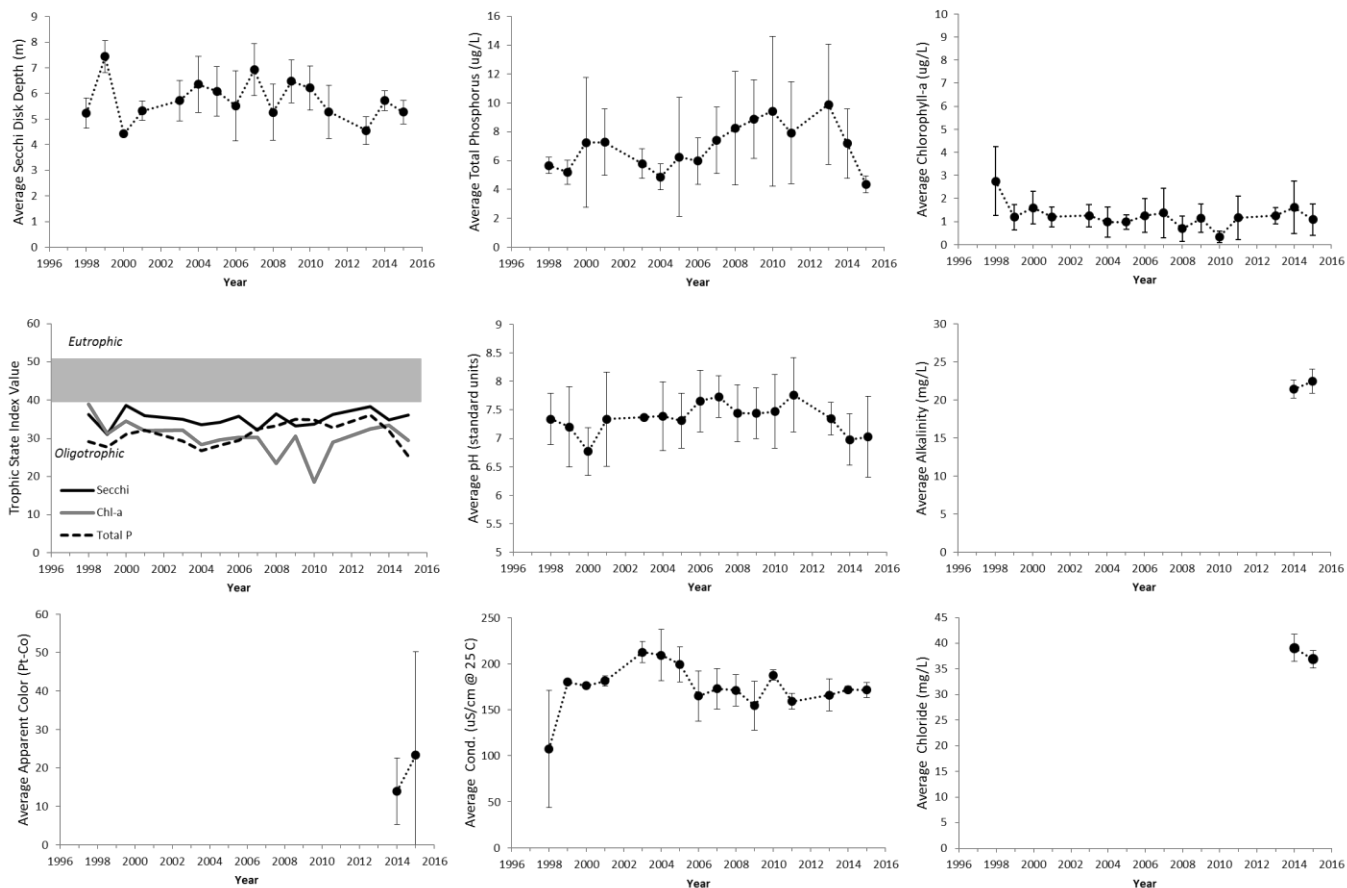 Average Secchi Disk Depth (m)
9
8
7
6
5
4
3
2
1
0
1996 1998 2000 2002 2004 2006 2008 2010 2012 2014 2016
Year
Average Total Phosphorus (ug/L)
16
14
12
10
8
6
4
2
0
1996 1998 2000 2002 2004 2006 2008 2010 2012 2014 2016
Year
Average Chlorophyll-a (ug/L)
10
9
8
7
6
5
4
3
2
1
0
1996 1998 2000 2002 2004 2006 2008 2010 2012 2014 2016
Year
Trophic State Index Value
60
50
40
30
20
10
0
Eutrophic
Oligotrophic
Secchi
Chl-a
Total P
1996 1998 2000 2002 2004 2006 2008 2010 2012 2014 2016
Year
Average pH (standard units)
9
8.5
8
7.5
7
6.5
6
5.5
5
1996 1998 2000 2002 2004 2006 2008 2010 2012 2014 2016
Year
Average Alkalinity (mg/L)
30
25
20
15
10
5
0
1996 1998 2000 2002 2004 2006 2008 2010 2012 2014 2016
Year
Average Apparent Color (Pt-Co)
60
50
40
30
20
10
0
1996 1998 2000 2002 2004 2006 2008 2010 2012 2014 2016
Year
Average Cond. (uS/cm @ 25 C)
250
200
150
100
50
0
1996 1998 2000 2002 2004 2006 2008 2010 2012 2014 2016
Year
Average Chloride (mg/L)
45
40
35
30
25
20
15
10
5
0
1996 1998 2000 2002 2004 2006 2008 2010 2012 2014 2016
Year